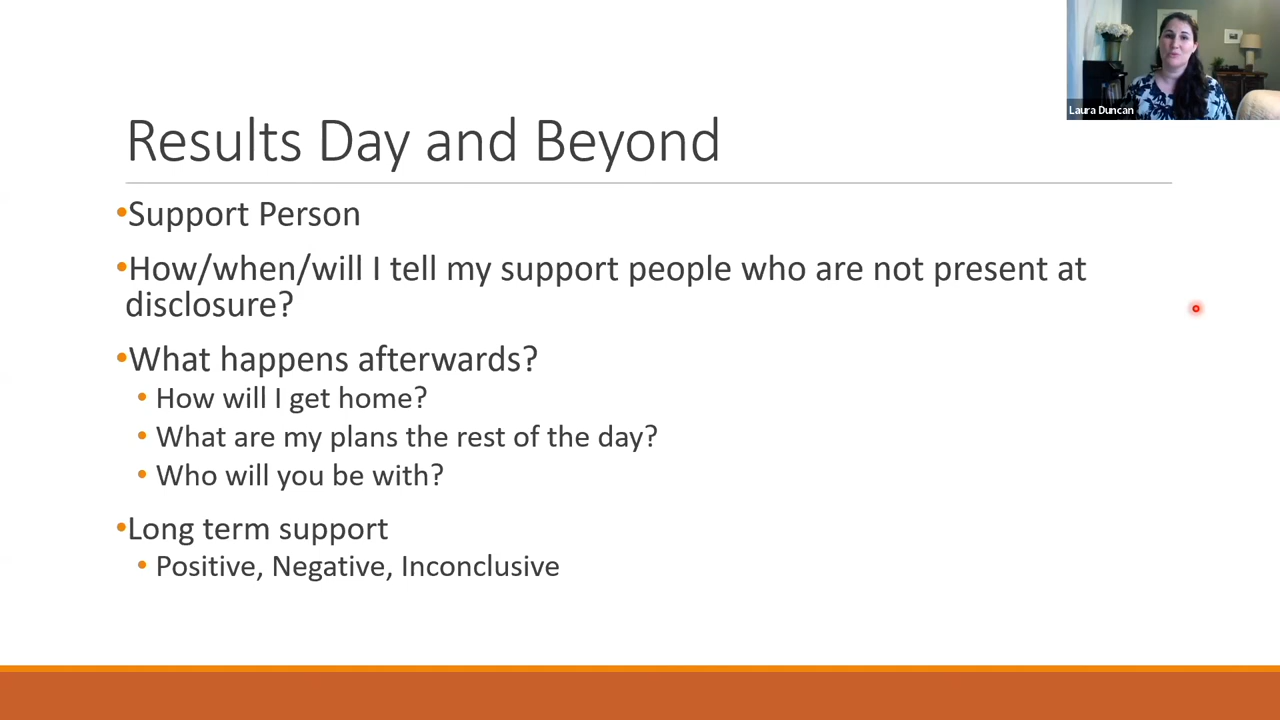 Laura Duncan
Results Day and Beyond
•Support Person
•How/when/will I tell my support people who are not present at
disclosure?
•What happens afterwards?
• How will I get home?
• What are my plans the rest of the day?
• Who will you be with?
•Long term support
• Positive, Negative, Inconclusive